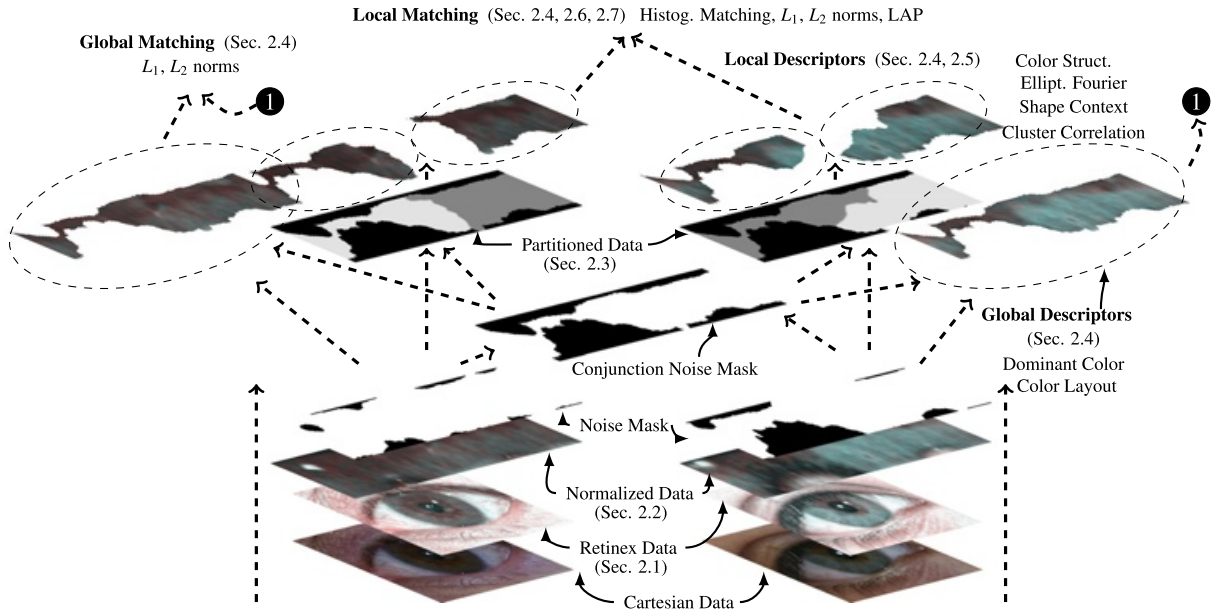 Local Matching (Sec. 2.4, 2.6, 2.7) Histog. Matching, L1, L2 norms, LAP
Global Matching (Sec. 2.4)
L1, L2 norms
1
Local Descriptors (Sec. 2.4, 2.5)
Color Struct.
Ellipt. Fourier
Shape Context
Cluster Correlation
1
Partitioned Data
(Sec. 2.3)
Global Descriptors
(Sec. 2.4)
Dominant Color
Color Layout
Conjunction Noise Mask
Noise Mask
Normalized Data
(Sec. 2.2)
Retinex Data
(Sec. 2.1)
Cartesian Data